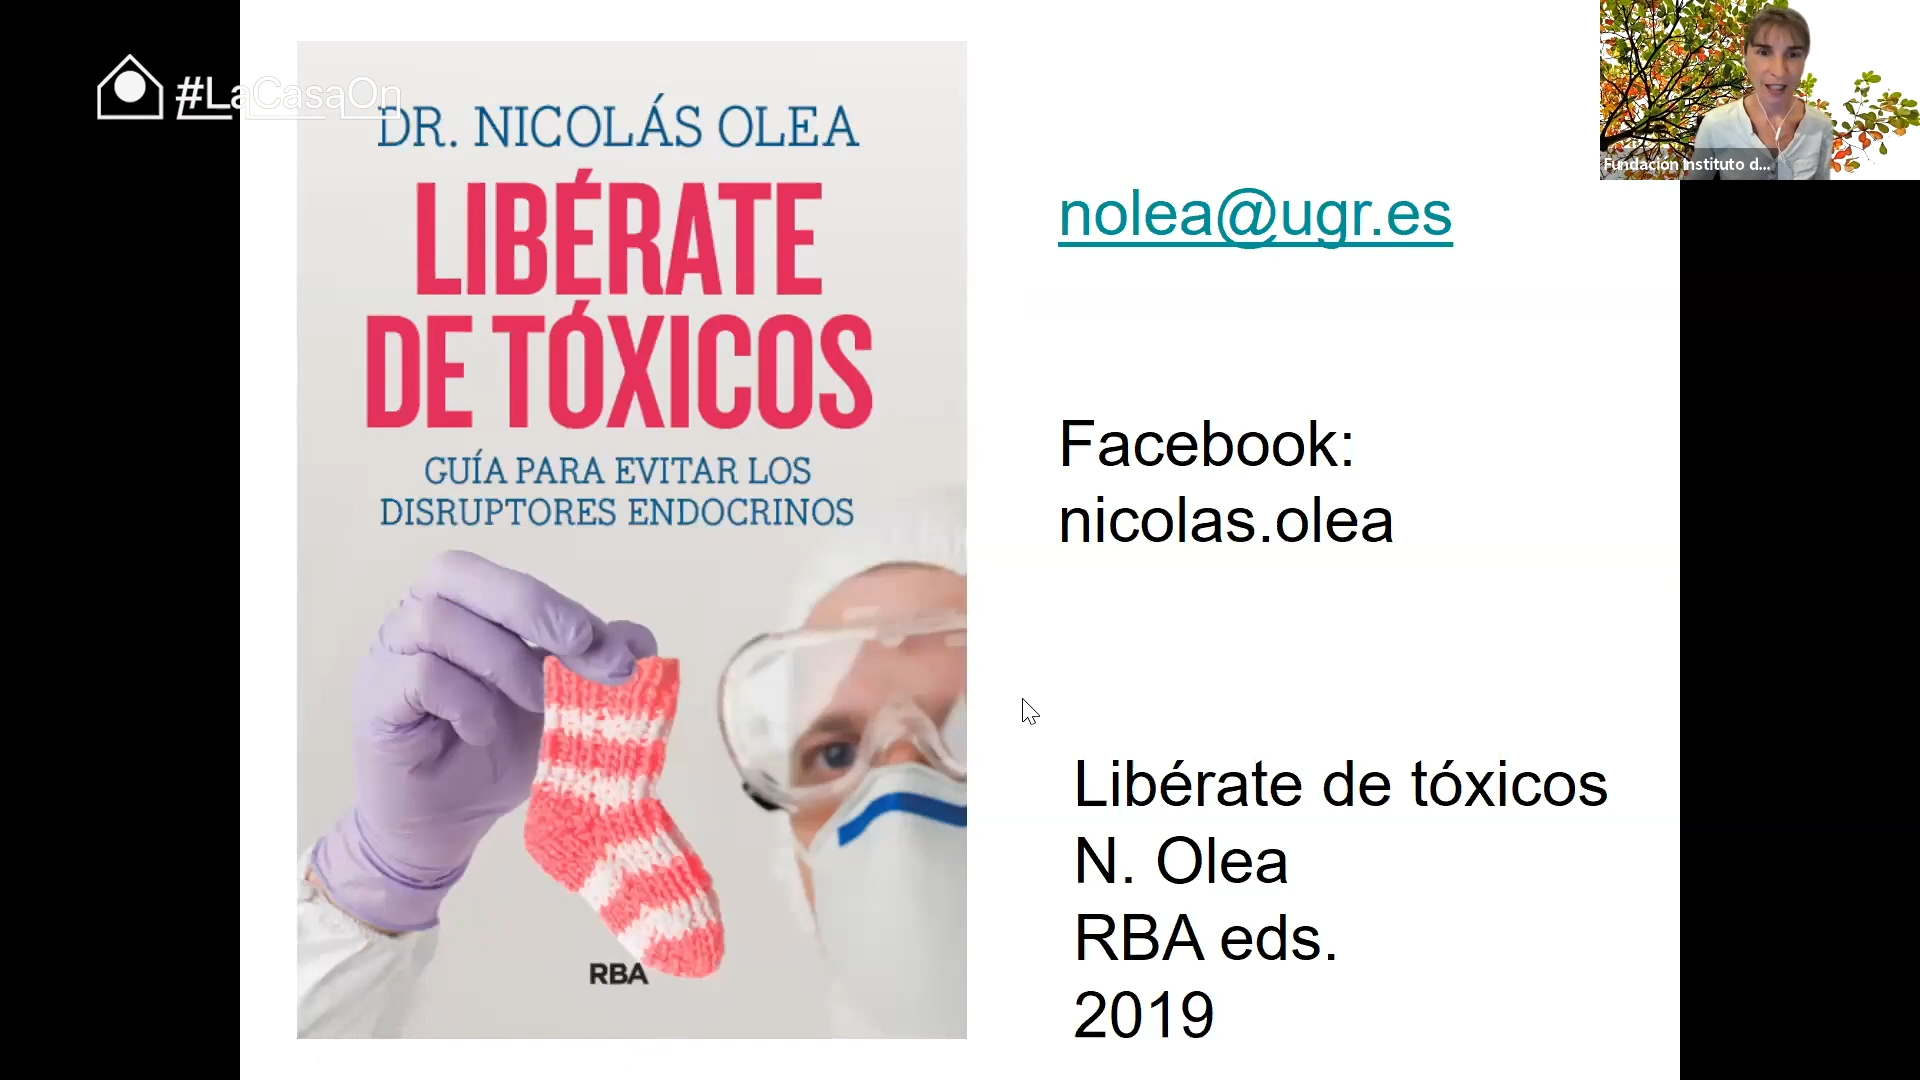 #LaCasaOn
DR. NICOLÁS OLEA
LIBÉRATE
DE TÓXICOS
GUÍA PARA EVITAR LOS
DISRUPTORES ENDOCRINOS
RBA
nolea@ugr.es
Facebook:
nicolas.olea
Libérate de tóxicos
N. Olea
RBA eds.
2019
Fundación Instituto d...